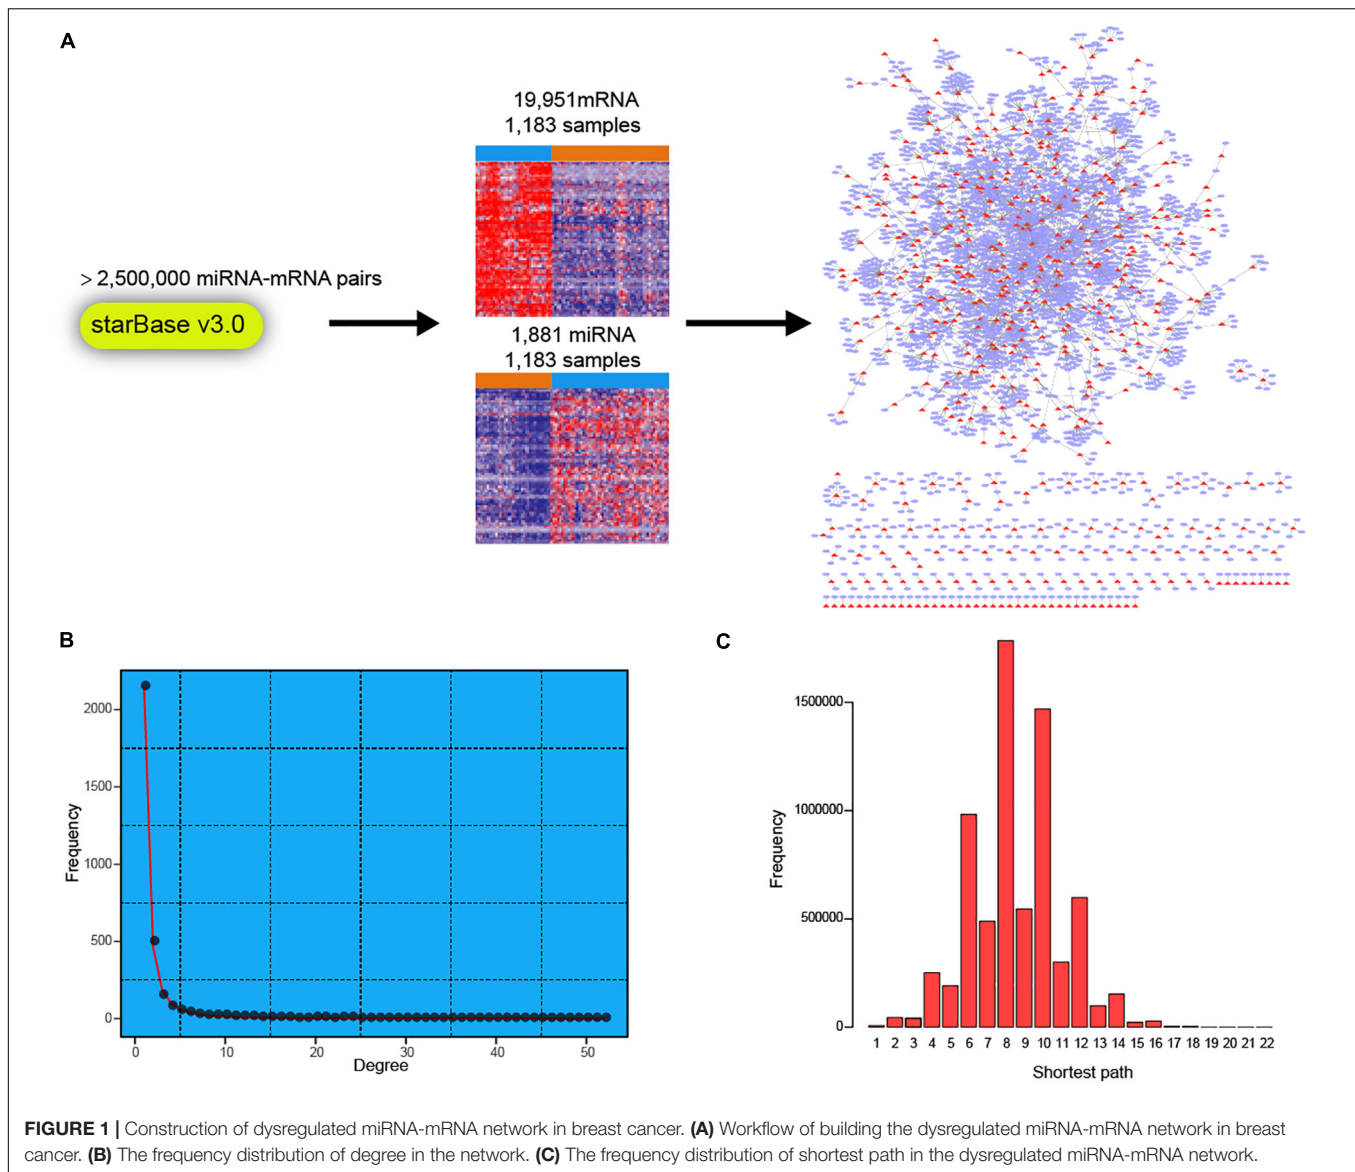 A
19,951mRNA
1,183 samples
> 2,500,000 miRNA-mRNA pairs
starBase v3.0
1,881 miRNA
1,183 samples
B
2000
1500
1000
500
0
Frequency
0 10 20 30 40 50
Degree
C
1500000
1000000
500000
0
Frequency
1 2 3 4 5 6 7 8 9 10 11 12 13 14 15 16 17 18 19 20 21 22
Shortest path
FIGURE 1 | Construction of dysregulated miRNA-mRNA network in breast cancer. (A) Workflow of building the dysregulated miRNA-mRNA network in breast
cancer. (B) The frequency distribution of degree in the network. (C) The frequency distribution of shortest path in the dysregulated miRNA-mRNA network.